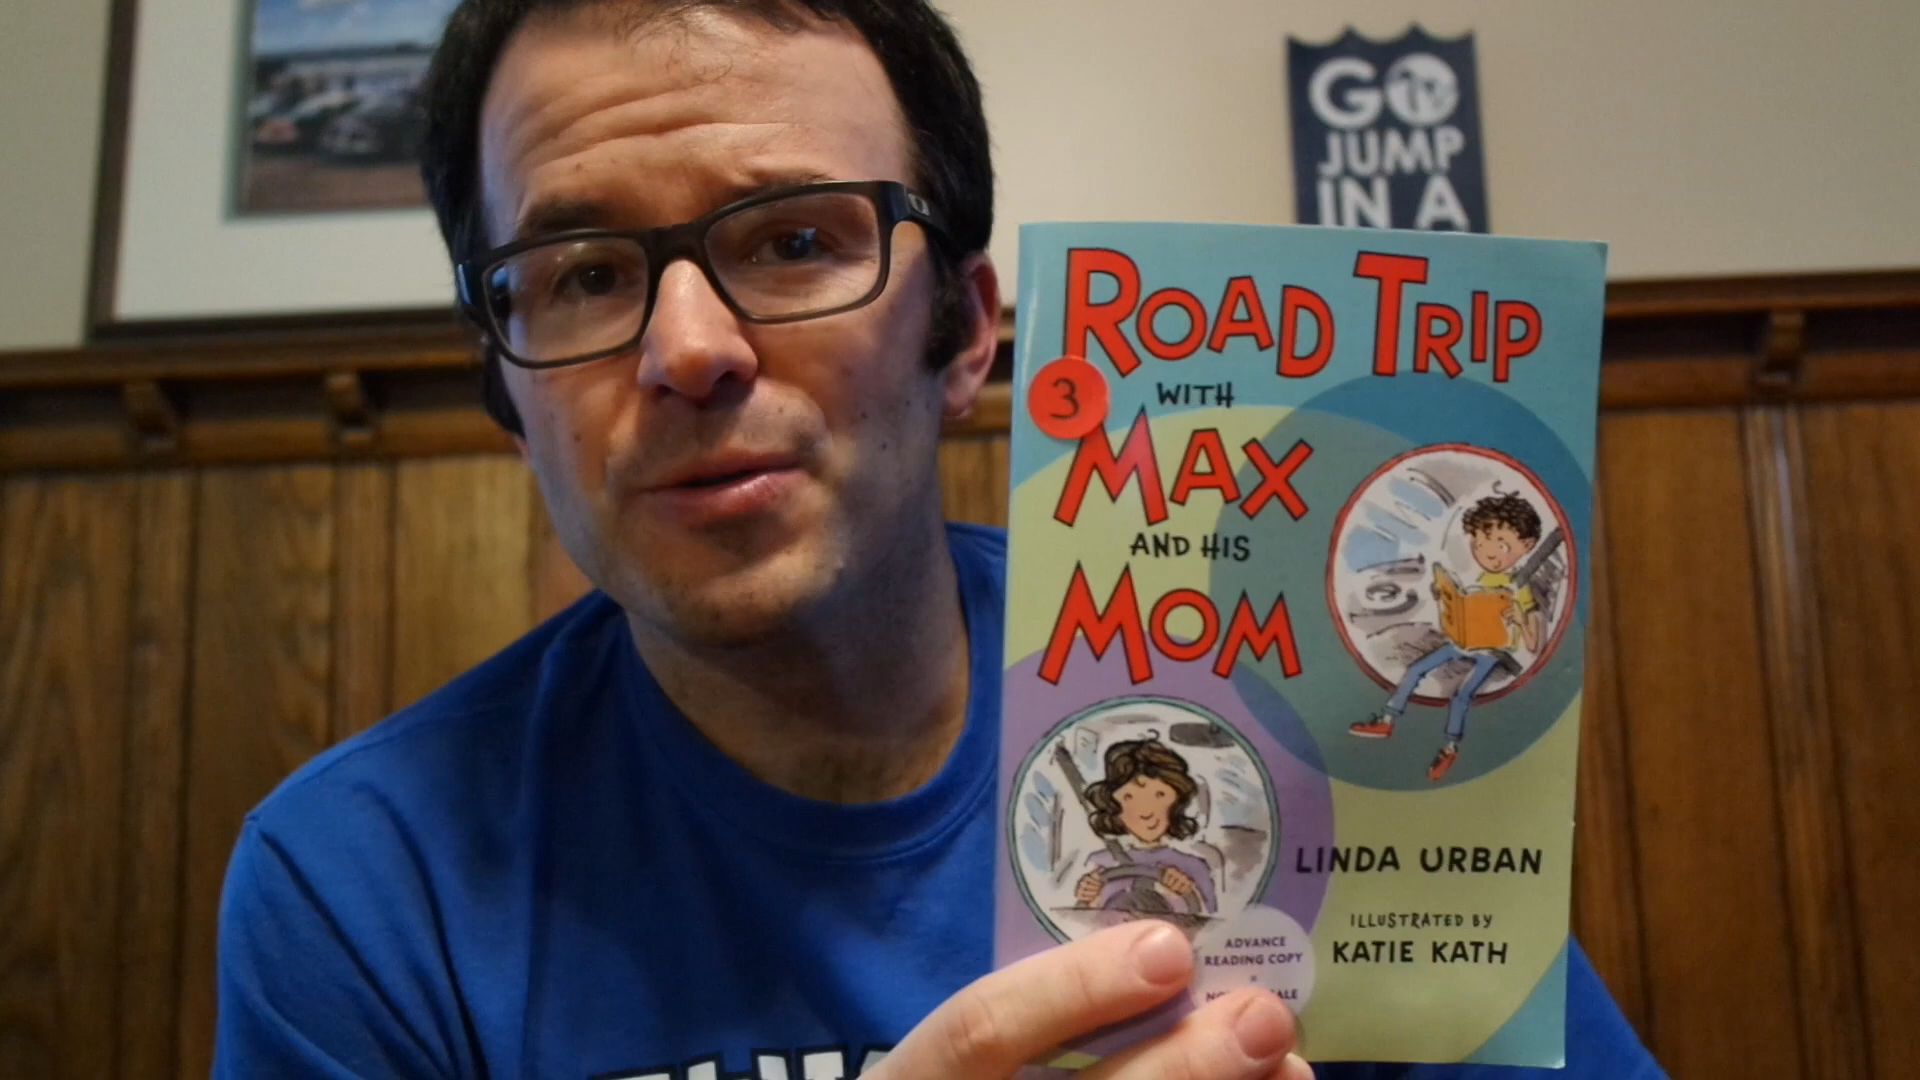 GO
JUMP
IN A
ROAD TRIP
3
WITH
MAX
AND HIS
MOM
LINDA URBAN
ILLUSTRATED BY
KATIE KATH
ADVANCE
READING COPY